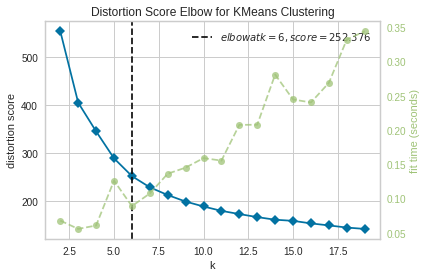 Distortion Score Elbow for KMeans Clustering
elbow at k = 6, score = 252.376
distortion score
500
400
300
200
0.35
0.30
0.25
0.20
0.15
0.10
0.05
fit time (seconds)
2.5 5.0 7.5 10.0 12.5 15.0 17.5
k